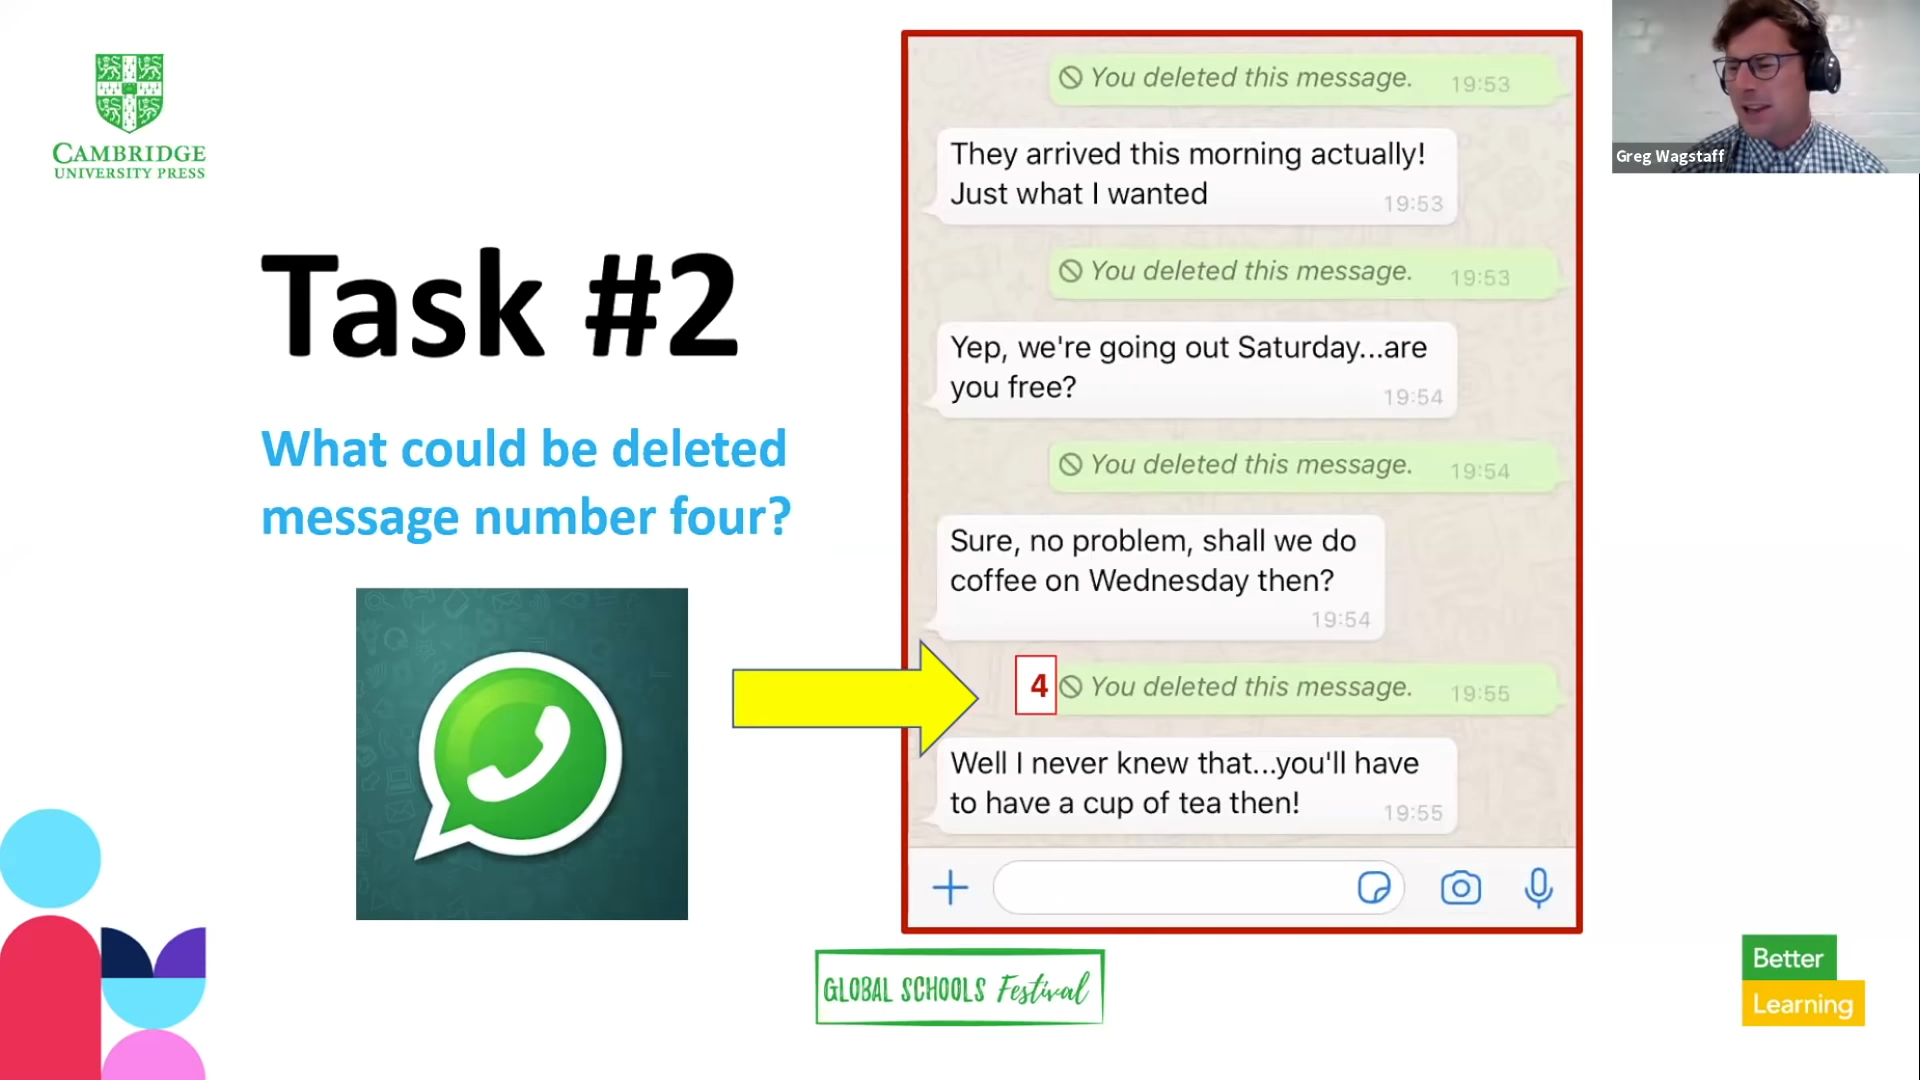 CAMBRIDGE
UNIVERSITY PRESS
Task #2
What could be deleted
message number four?
You deleted this message. 19:53
They arrived this morning actually!
Just what I wanted 19:53
You deleted this message. 19:53
Yep, we're going out Saturday...are
you free? 19:54
You deleted this message. 19:54
Sure, no problem, shall we do
coffee on Wednesday then?
19:54
4 You deleted this message. 19:55
Well I never knew that...you'll have
to have a cup of tea then! 19:55
Greg Wagstaff
GLOBAL SCHOOLS Festival
Better
Learning